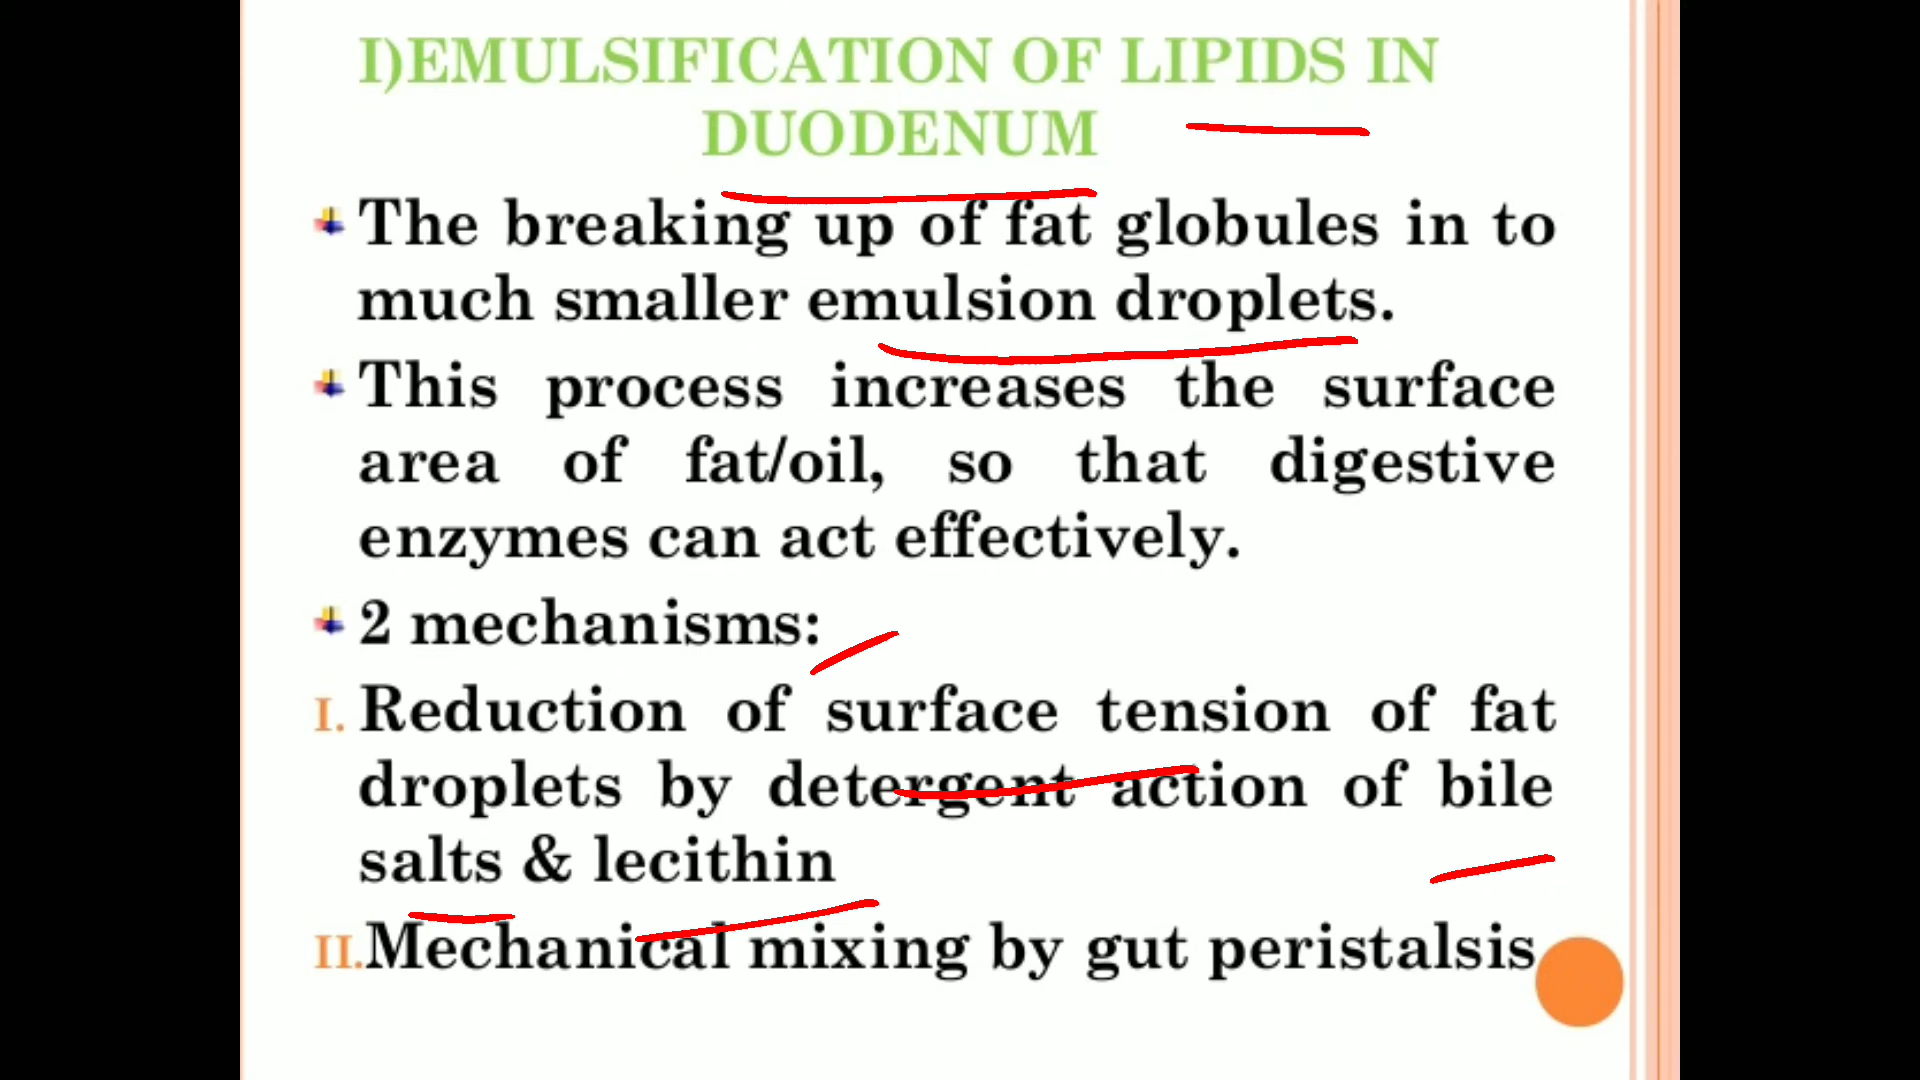 I)EMULSIFICATION OF LIPIDS IN
DUODENUM
The breaking up of fat globules in to
much smaller emulsion droplets.
This process increases the surface
area of fat/oil, so that digestive
enzymes can act effectively.
2 mechanisms:
I. Reduction of surface tension of fat
droplets by detergent action of bile
salts & lecithin
II.Mechanical mixing by gut peristalsis